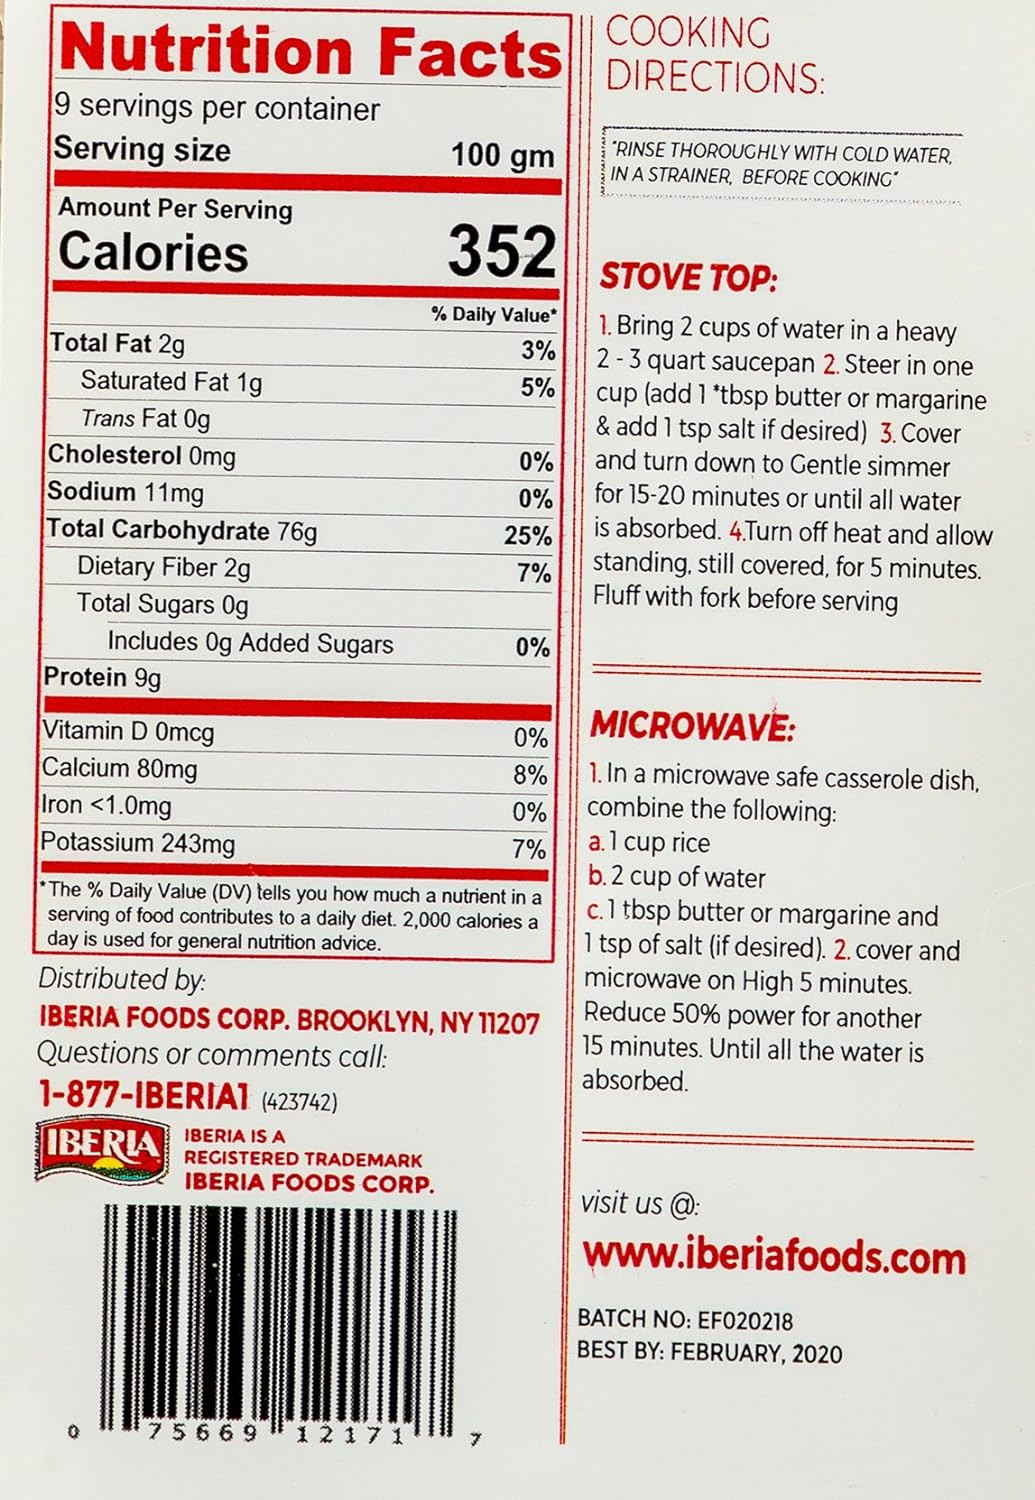 Nutrition Facts
9 servings per container
Serving size 100 gm
Amount Per Serving
Calories 352
% Daily Value*
Total Fat 2g 3%
Saturated Fat 1g 5%
Trans Fat 0g
Cholesterol 0mg 0%
Sodium 11mg 0%
Total Carbohydrate 76g 25%
Dietary Fiber 2g 7%
Total Sugars 0g
Includes 0g Added Sugars 0%
Protein 9g
Vitamin D 0mcg 0%
Calcium 80mg 8%
Iron <1.0mg 0%
Potassium 243mg 7%
*The % Daily Value (DV) tells you how much a nutrient in a
serving of food contributes to a daily diet. 2,000 calories a
day is used for general nutrition advice.
Distributed by:
IBERIA FOODS CORP. BROOKLYN, NY 11207
Questions or comments call:
1-877-IBERIA1 (423742)
IBERIA
IBERIA IS A
REGISTERED TRADEMARK
IBERIA FOODS CORP.
0 75669 12171 7
COOKING
DIRECTIONS:
"RINSE THOROUGHLY WITH COLD WATER,
IN A STRAINER, BEFORE COOKING"
STOVE TOP:
1. Bring 2 cups of water in a heavy
2 - 3 quart saucepan 2. Steer in one
cup (add 1 *tbsp butter or margarine
& add 1 tsp salt if desired) 3. Cover
and turn down to Gentle simmer
for 15-20 minutes or until all water
is absorbed. 4.Turn off heat and allow
standing, still covered, for 5 minutes.
Fluff with fork before serving
MICROWAVE:
1. In a microwave safe casserole dish,
combine the following:
a. 1 cup rice
b. 2 cup of water
c. 1 tbsp butter or margarine and
1 tsp of salt (if desired). 2. cover and
microwave on High 5 minutes.
Reduce 50% power for another
15 minutes. Until all the water is
absorbed.
visit us @:
www.iberiafoods.com
BATCH NO: EF020218
BEST BY: FEBRUARY, 2020